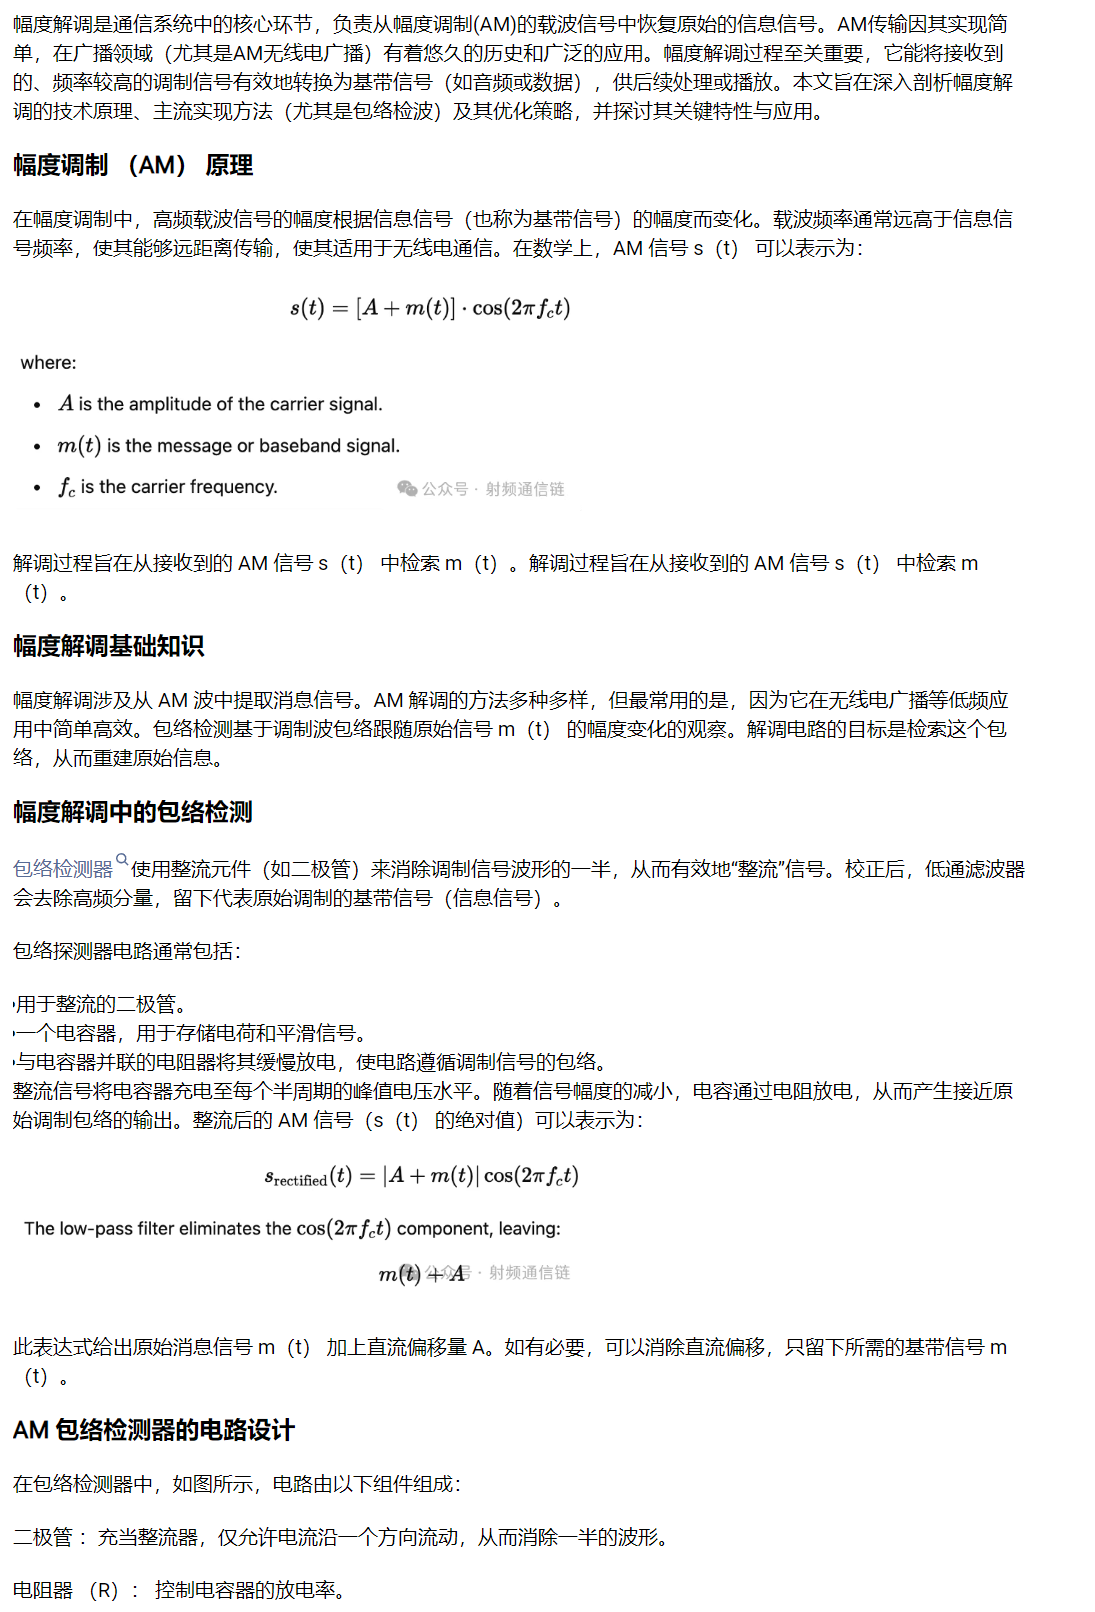 幅度解调是通信系统中的核心环节，负责从幅度调制(AM)的载波信号中恢复原始的信息信号。AM传输因其实现简
单，在广播领域（尤其是AM无线电广播）有着悠久的历史和广泛的应用。幅度解调过程至关重要，它能将接收到
的、频率较高的调制信号有效地转换为基带信号（如音频或数据），供后续处理或播放。本文旨在深入剖析幅度解
调的技术原理、主流实现方法（尤其是包络检波）及其优化策略，并探讨其关键特性与应用。
幅度调制 （AM） 原理
在幅度调制中，高频载波信号的幅度根据信息信号（也称为基带信号）的幅度而变化。载波频率通常远高于信息信
号频率，使其能够远距离传输，使其适用于无线电通信。在数学上，AM 信号 s（t） 可以表示为：
s(t) = [A + m(t)] · cos(2πf_c t)
where:
• A is the amplitude of the carrier signal.
• m(t) is the message or baseband signal.
• f_c is the carrier frequency.
公众号 · 射频通信链
解调过程旨在从接收到的 AM 信号 s（t） 中检索 m（t）。解调过程旨在从接收到的 AM 信号 s（t） 中检索 m
（t）。
幅度解调基础知识
幅度解调涉及从 AM 波中提取消息信号。AM 解调的方法多种多样，但最常用的是，因为它在无线电广播等低频应
用中简单高效。包络检测基于调制波包络跟随原始信号 m（t） 的幅度变化的观察。解调电路的目标是检索这个包
络，从而重建原始信息。
幅度解调中的包络检测
包络检测器使用整流元件（如二极管）来消除调制信号波形的一半，从而有效地“整流”信号。校正后，低通滤波器
会去除高频分量，留下代表原始调制的基带信号（信息信号）。
包络探测器电路通常包括：
•用于整流的二极管。
•一个电容器，用于存储电荷和平滑信号。
•与电容器并联的电阻器将其缓慢放电，使电路遵循调制信号的包络。
整流信号将电容器充电至每个半周期的峰值电压水平。随着信号幅度的减小，电容通过电阻放电，从而产生接近原
始调制包络的输出。整流后的 AM 信号（s（t） 的绝对值）可以表示为：
s_rectified(t) = |A + m(t)| cos(2πf_c t)
The low-pass filter eliminates the cos(2πf_c t) component, leaving:
m(t) + A
公众号 · 射频通信链
此表达式给出原始消息信号 m（t） 加上直流偏移量 A。如有必要，可以消除直流偏移，只留下所需的基带信号 m
（t）。
AM 包络检测器的电路设计
在包络检测器中，如图所示，电路由以下组件组成：
二极管 ：充当整流器，仅允许电流沿一个方向流动，从而消除一半的波形。
电阻器 （R）： 控制电容器的放电率。